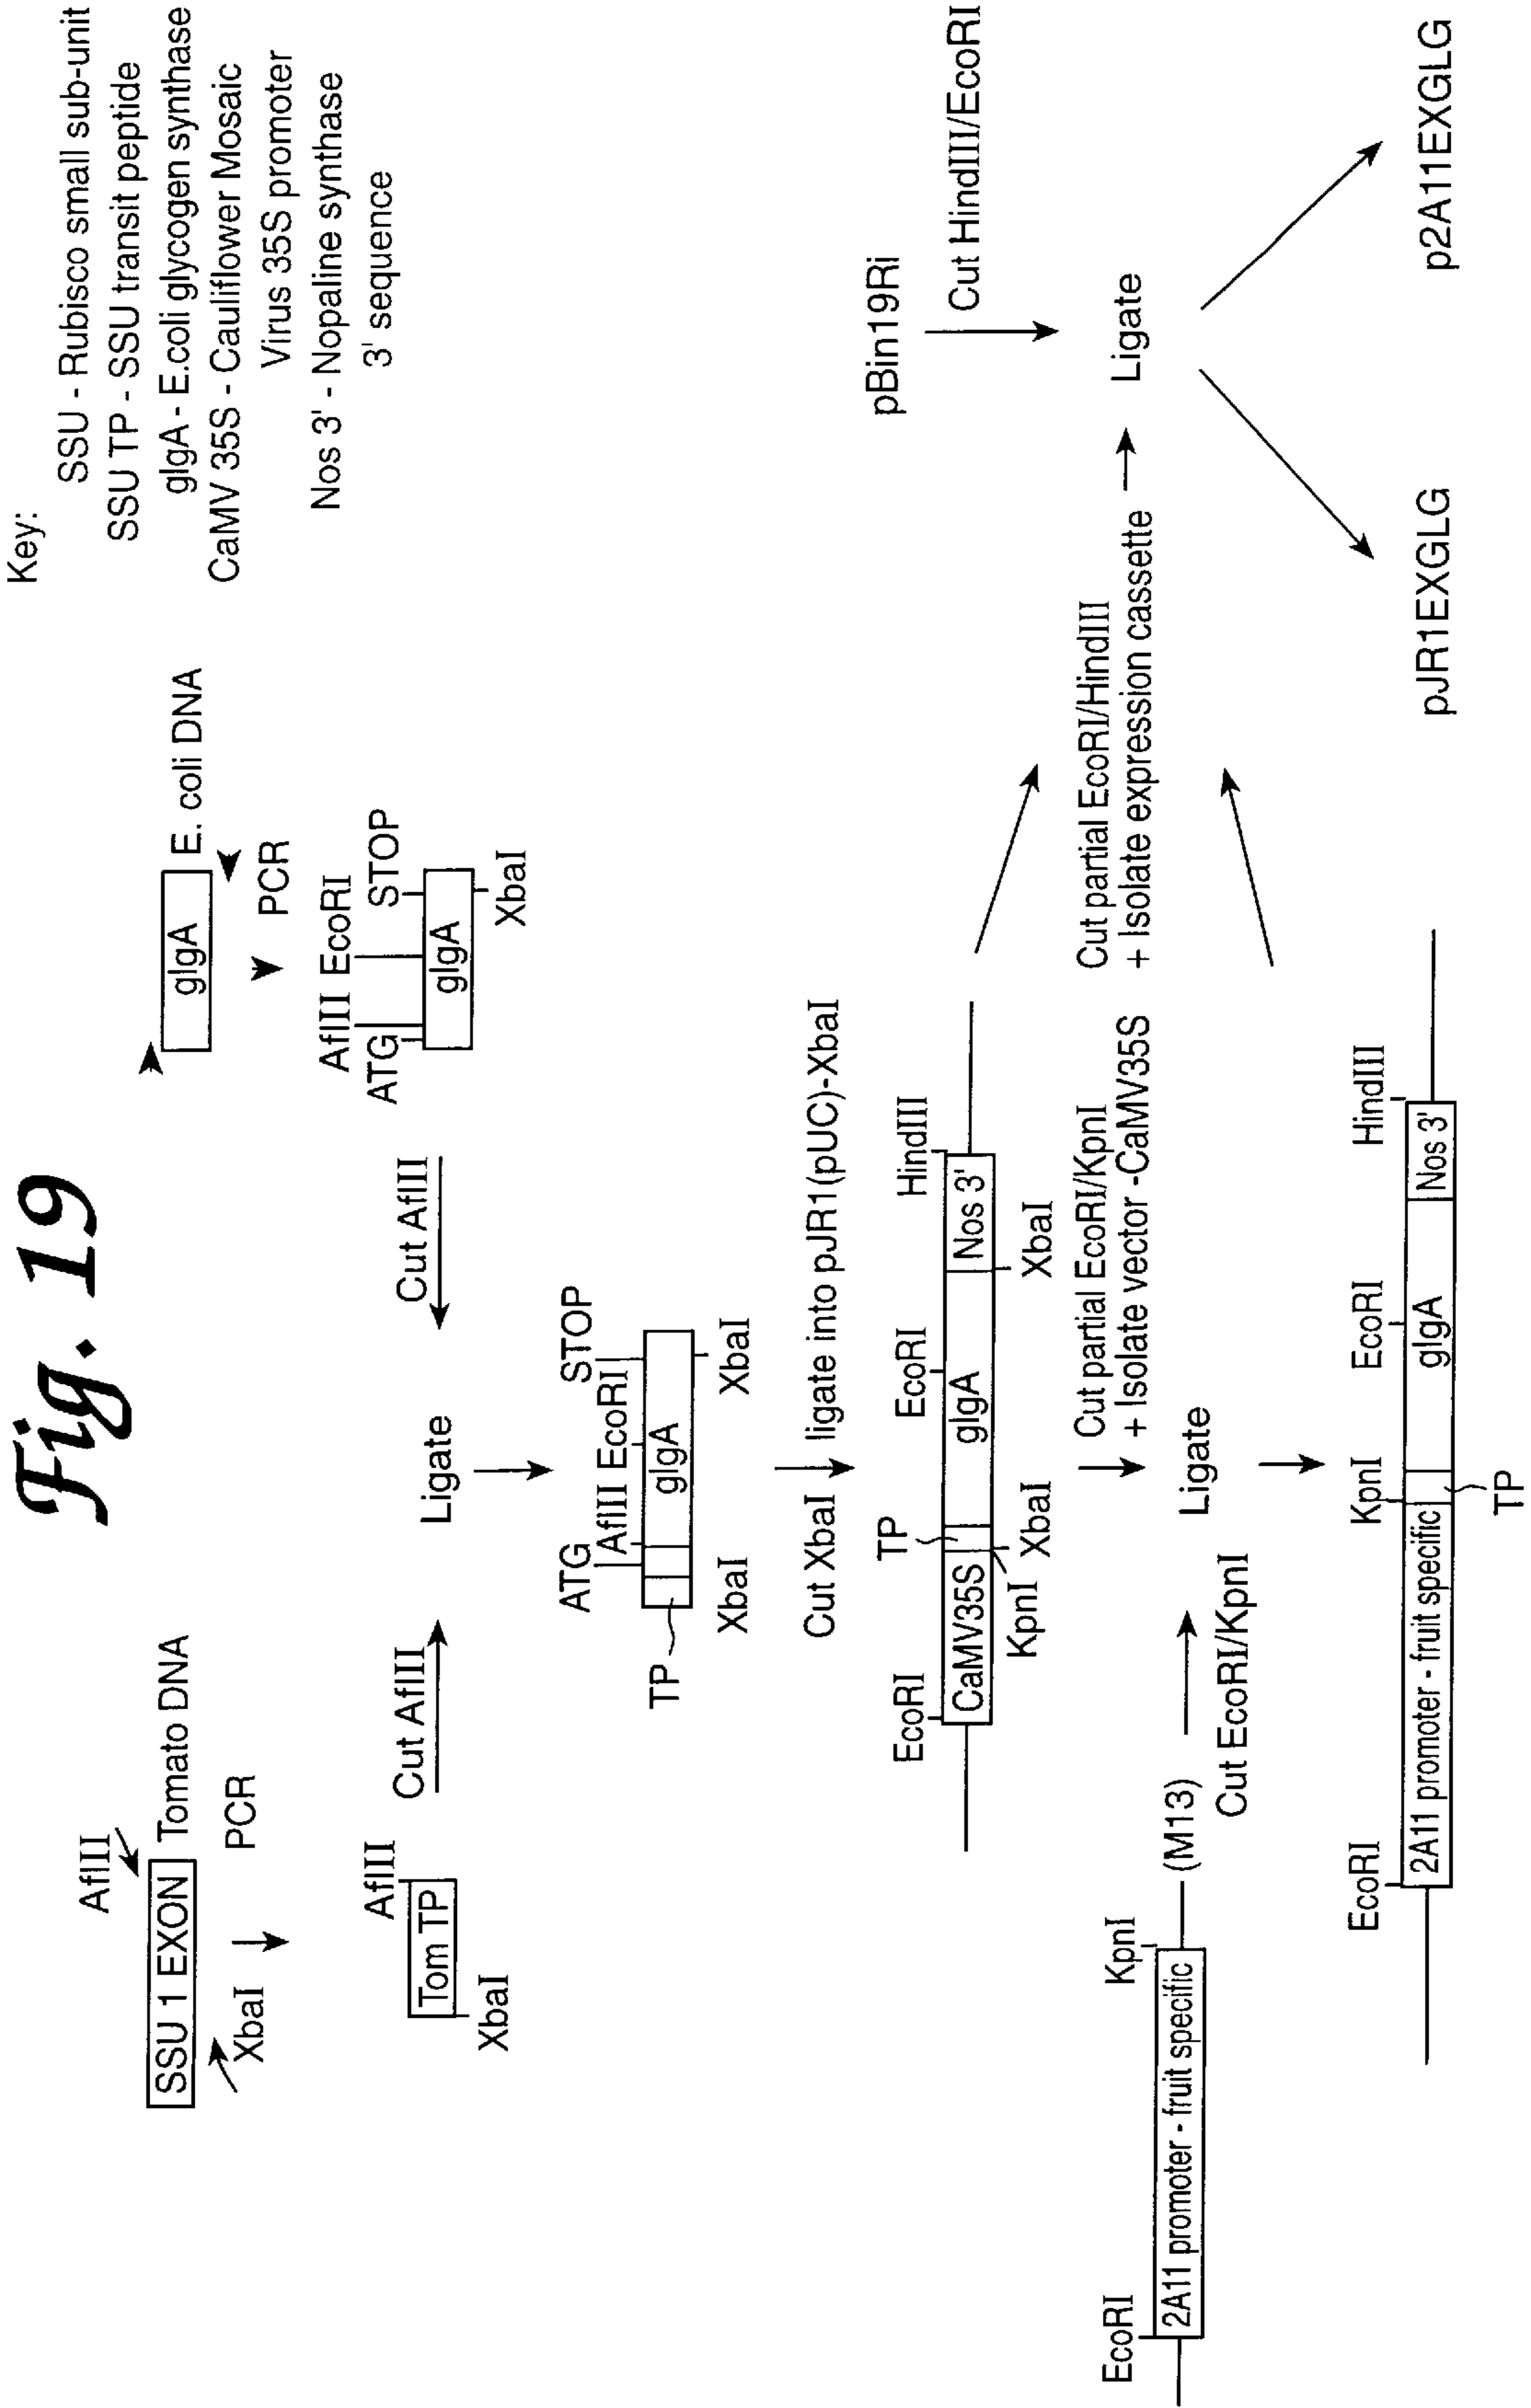 Fig. 19
Key:
SSU - Rubisco small sub-unit
SSU TP - SSU transit peptide
glgA - E.coli glycogen synthase
CaMV 35S - Cauliflower Mosaic
Virus 35S promoter
Nos 3' - Nopaline synthase
3' sequence
AflII
SSU 1 EXON
Tomato DNA
XbaI
PCR
AflII
Tom TP
XbaI
Cut AflII
glgA
E. coli DNA
PCR
AflII
EcoRI
ATG
STOP
glgA
XbaI
Cut AflII
Ligate
ATG
AflII
EcoRI
STOP
glgA
TP
XbaI
XbaI
Cut XbaI
ligate into pJR1(pUC)-XbaI
EcoRI
TP
EcoRI
HindIII
CaMV35S
glgA
Nos 3'
KpnI
XbaI
XbaI
Cut partial EcoRI/KpnI
+ Isolate vector -CaMV35S
EcoRI
KpnI
2A11 promoter - fruit specific
(M13)
Cut EcoRI/KpnI
Ligate
EcoRI
KpnI
EcoRI
HindIII
2A11 promoter - fruit specific
glgA
Nos 3'
TP
Cut partial EcoRI/HindIII
+ Isolate expression cassette
pBin19Ri
Cut HindIII/EcoRI
Ligate
pJR1EXGLG
p2A11EXGLG